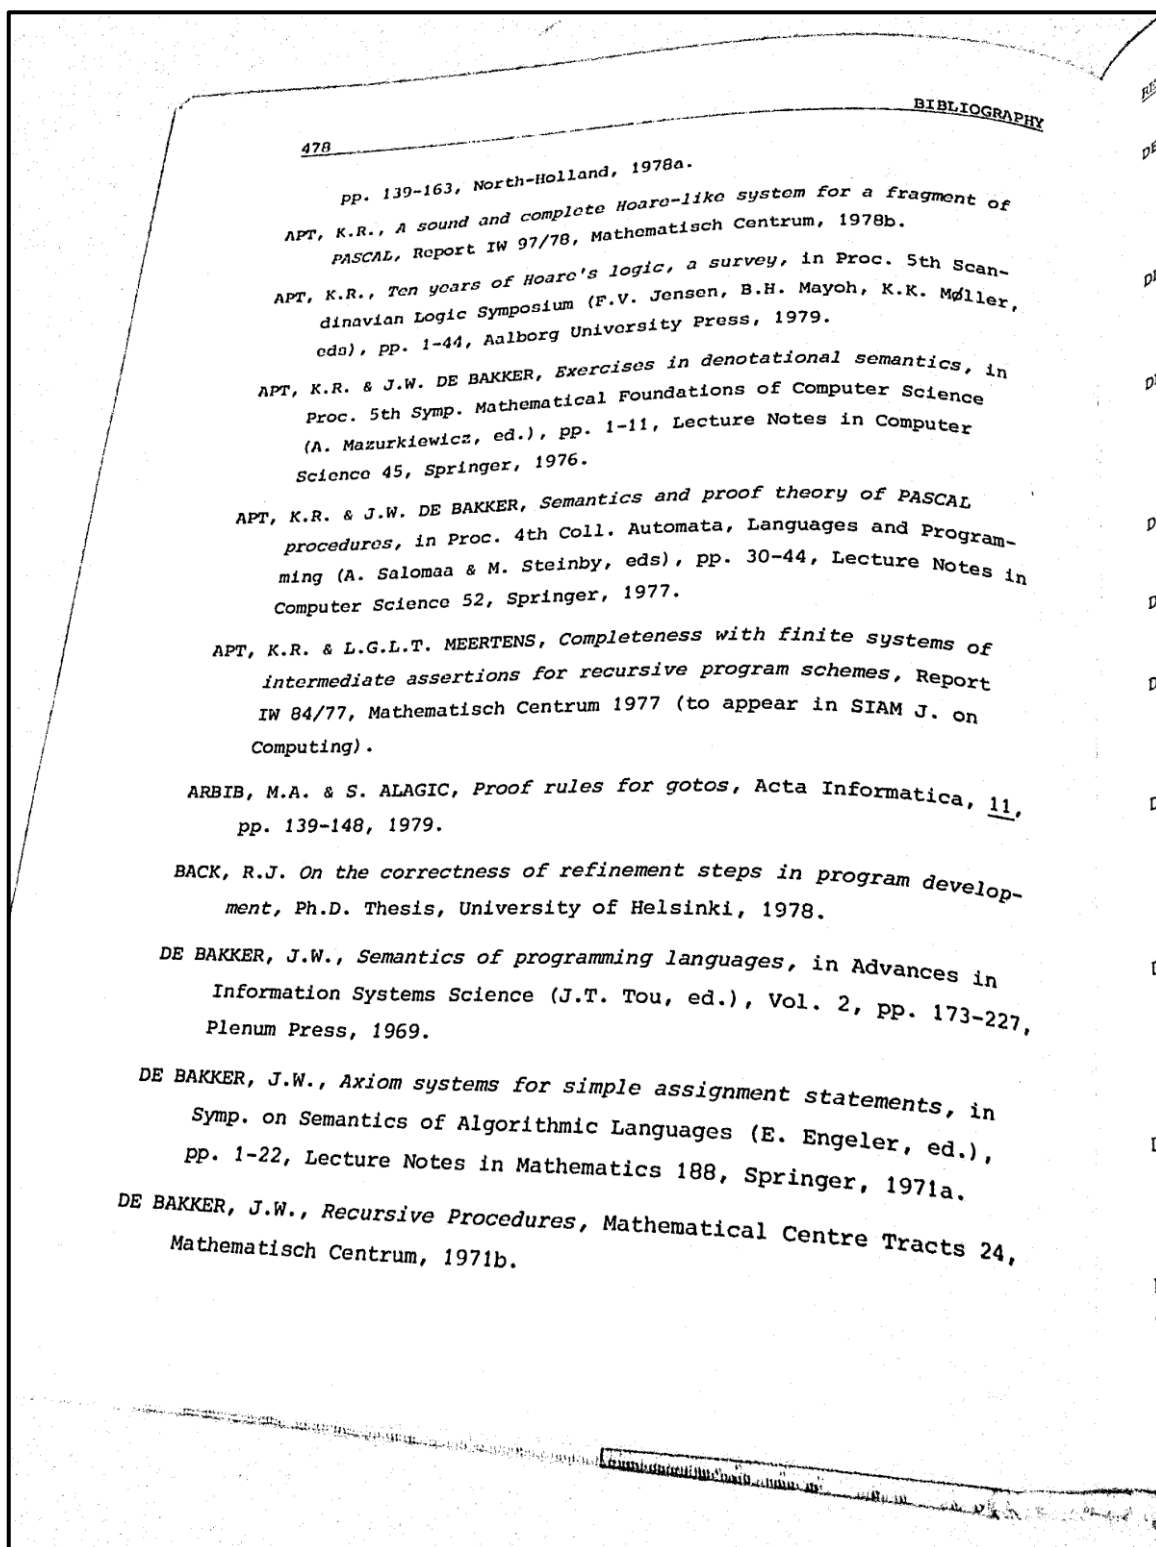 478 BIBLIOGRAPHY
pp. 139-163, North-Holland, 1978a.
APT, K.R., A sound and complete Hoare-like system for a fragment of
PASCAL, Report IW 97/78, Mathematisch Centrum, 1978b.
APT, K.R., Ten years of Hoare's logic, a survey, in Proc. 5th Scan-
dinavian Logic Symposium (F.V. Jensen, B.H. Mayoh, K.K. Møller,
eds), pp. 1-44, Aalborg University Press, 1979.
APT, K.R. & J.W. DE BAKKER, Exercises in denotational semantics, in
Proc. 5th Symp. Mathematical Foundations of Computer Science
(A. Mazurkiewicz, ed.), pp. 1-11, Lecture Notes in Computer
Science 45, Springer, 1976.
APT, K.R. & J.W. DE BAKKER, Semantics and proof theory of PASCAL
procedures, in Proc. 4th Coll. Automata, Languages and Program-
ming (A. Salomaa & M. Steinby, eds), pp. 30-44, Lecture Notes in
Computer Science 52, Springer, 1977.
APT, K.R. & L.G.L.T. MEERTENS, Completeness with finite systems of
intermediate assertions for recursive program schemes, Report
IW 84/77, Mathematisch Centrum 1977 (to appear in SIAM J. on
Computing).
ARBIB, M.A. & S. ALAGIC, Proof rules for gotos, Acta Informatica, 11,
pp. 139-148, 1979.
BACK, R.J. On the correctness of refinement steps in program develop-
ment, Ph.D. Thesis, University of Helsinki, 1978.
DE BAKKER, J.W., Semantics of programming languages, in Advances in
Information Systems Science (J.T. Tou, ed.), Vol. 2, pp. 173-227,
Plenum Press, 1969.
DE BAKKER, J.W., Axiom systems for simple assignment statements, in
Symp. on Semantics of Algorithmic Languages (E. Engeler, ed.),
pp. 1-22, Lecture Notes in Mathematics 188, Springer, 1971a.
DE BAKKER, J.W., Recursive Procedures, Mathematical Centre Tracts 24,
Mathematisch Centrum, 1971b.